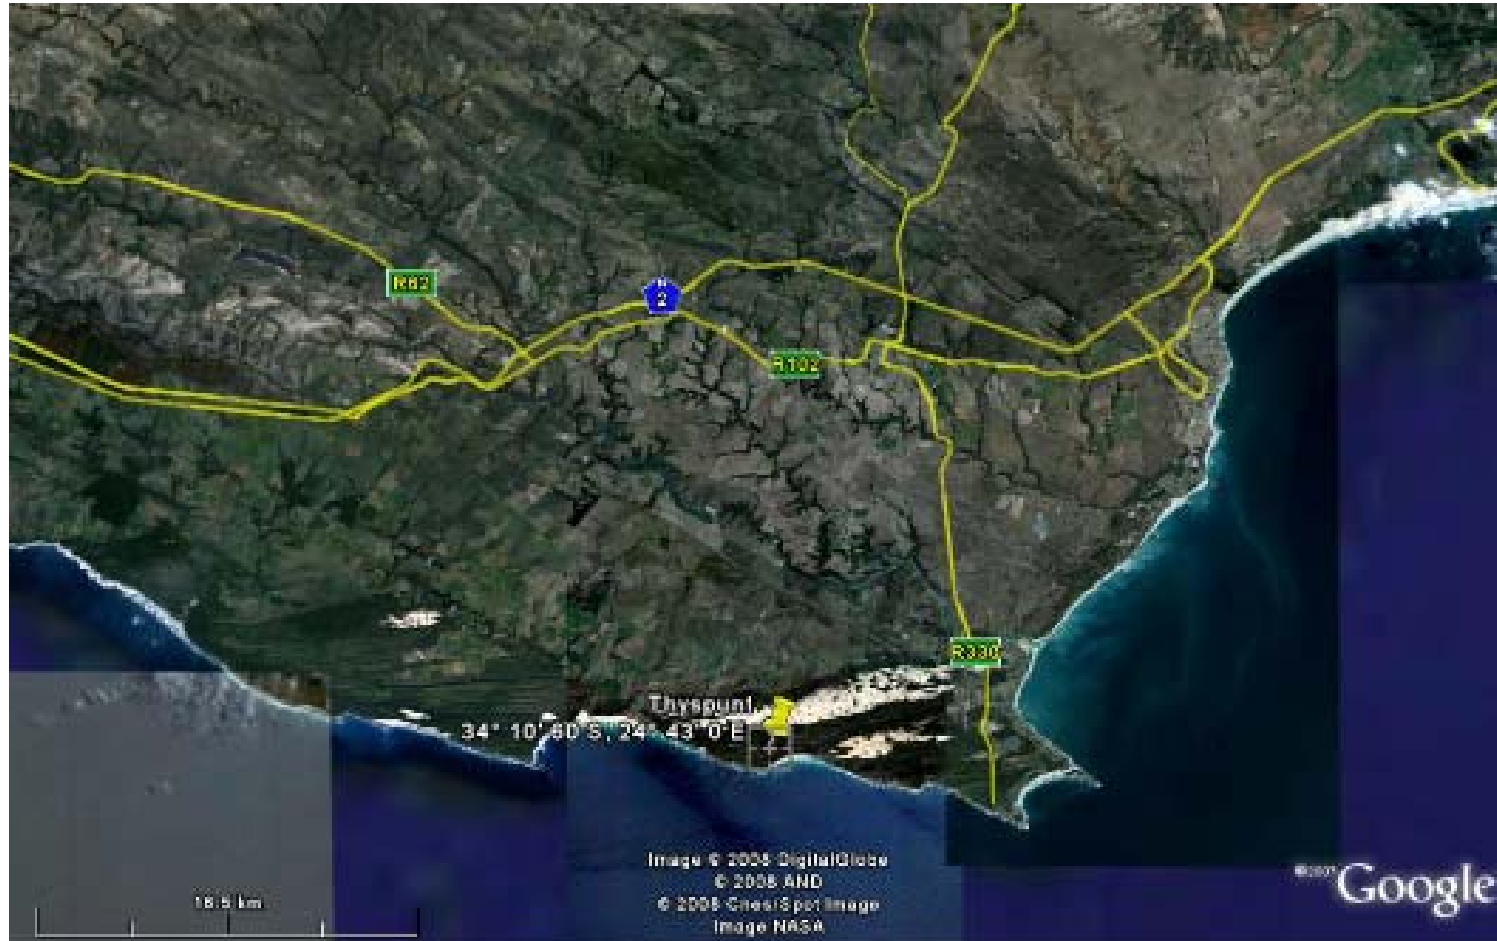 R62
N
2
R102
R330
Thyspunt
34° 10' 60 S, 24° 43' 0 E
Image © 2008 DigitalGlobe
© 2008 AND
© 2008 Cnes/Spot Image
Image NASA
©2007 Google
16.5 km